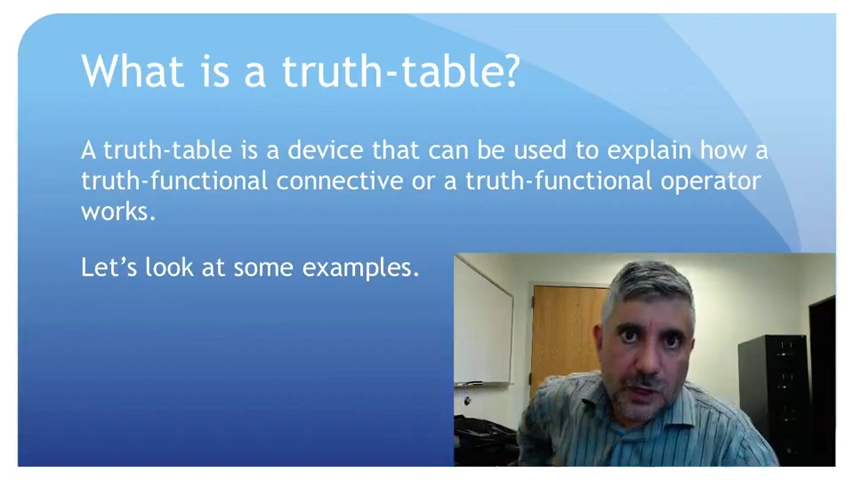 What is a truth-table?
A truth-table is a device that can be used to explain how a
truth-functional connective or a truth-functional operator
works.
Let’s look at some examples.